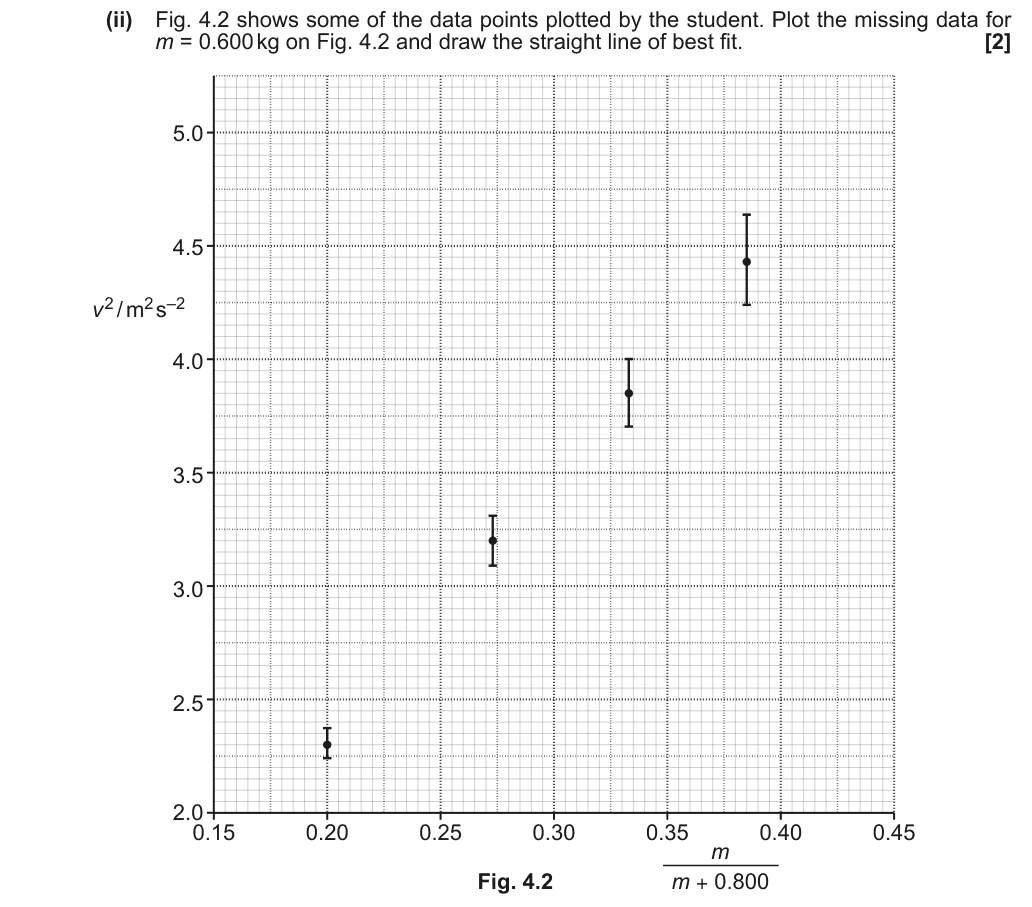 (ii) Fig. 4.2 shows some of the data points plotted by the student. Plot the missing data for
m = 0.600 kg on Fig. 4.2 and draw the straight line of best fit. [2]
5.0
4.5
v²/m²s⁻²
4.0
3.5
3.0
2.5
2.0
0.15 0.20 0.25 0.30 0.35 0.40 0.45
m
Fig. 4.2 m + 0.800